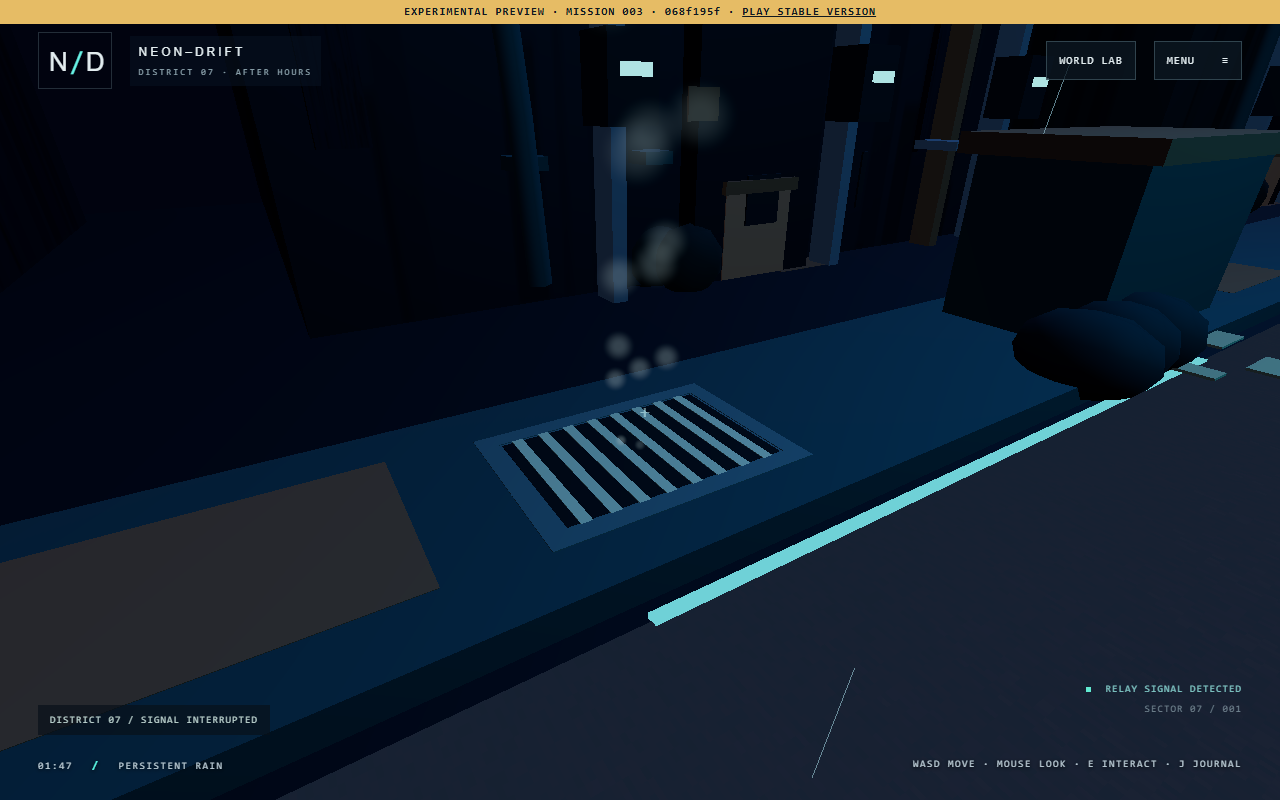 EXPERIMENTAL PREVIEW · MISSION 003 · 068f195f · PLAY STABLE VERSION
N/D
NEON—DRIFT
DISTRICT 07 · AFTER HOURS
WORLD LAB
MENU ≡
RELAY SIGNAL DETECTED
SECTOR 07 / 001
DISTRICT 07 / SIGNAL INTERRUPTED
01:47 / PERSISTENT RAIN
WASD MOVE · MOUSE LOOK · E INTERACT · J JOURNAL